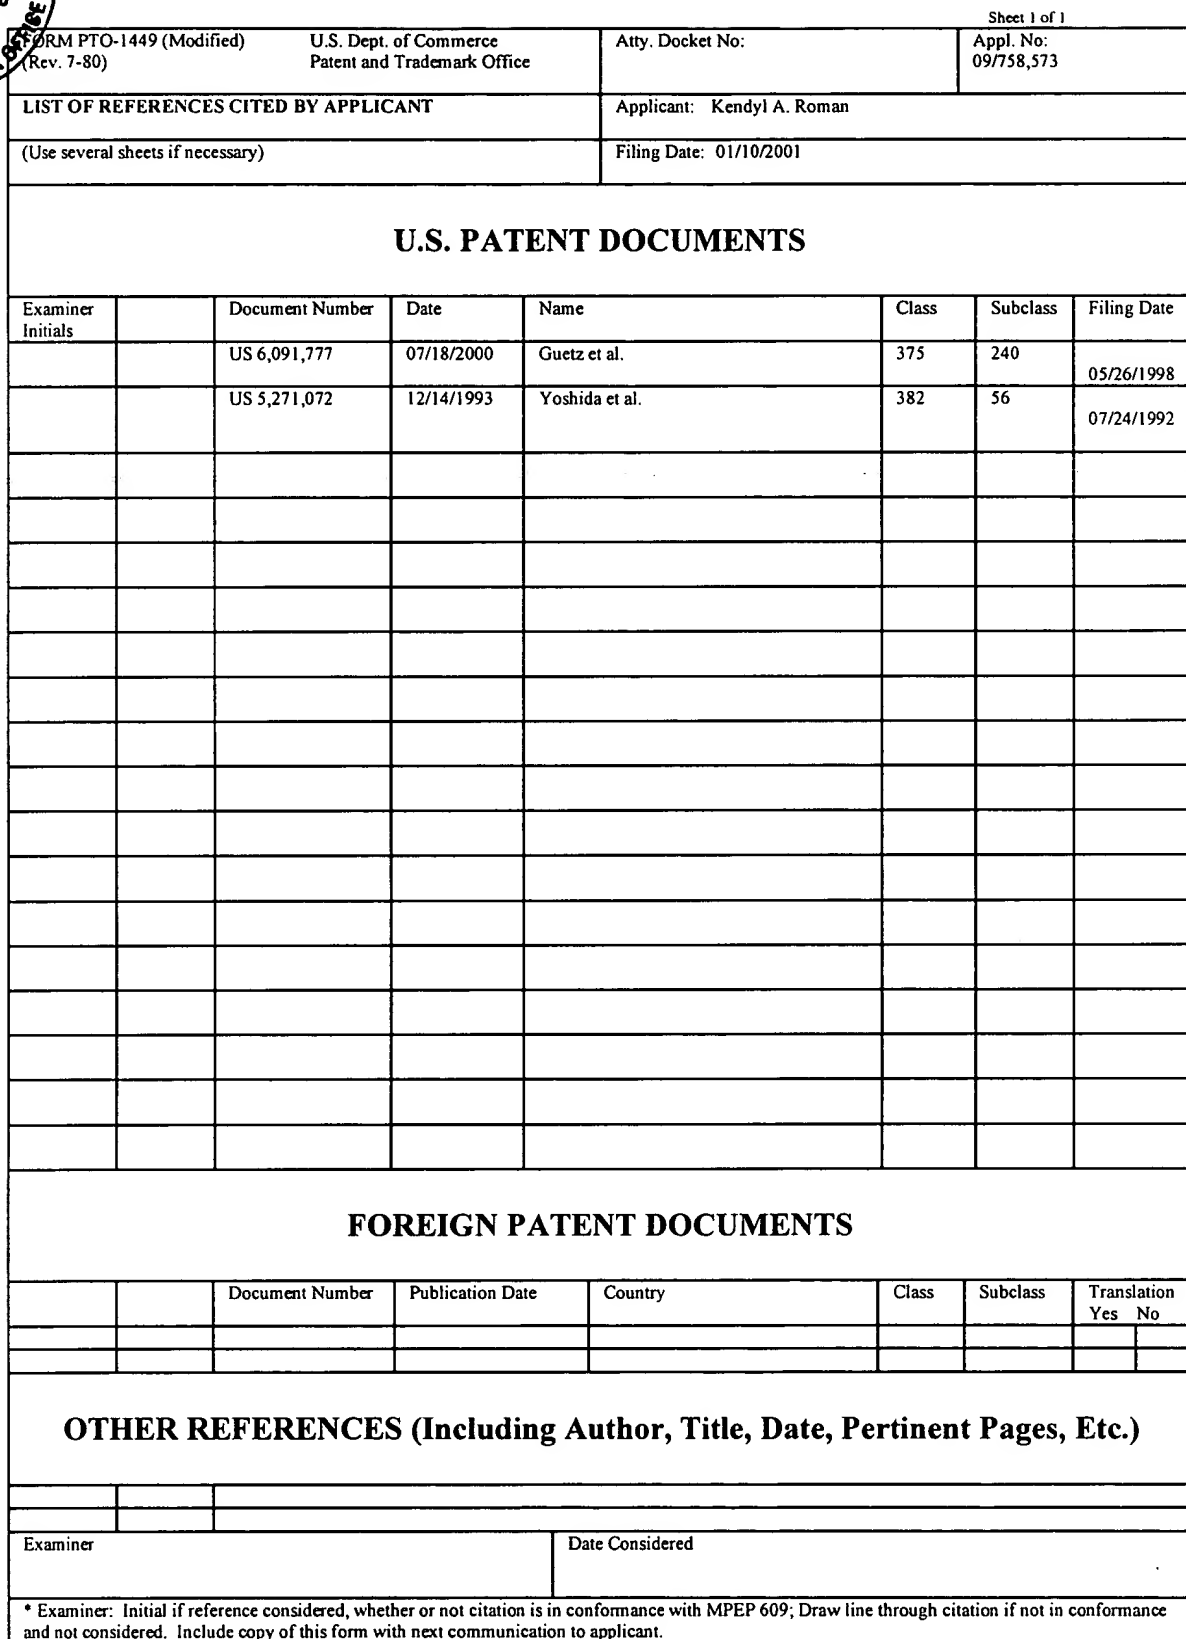 Sheet 1 of 1
OFFICE
FORM PTO-1449 (Modified) U.S. Dept. of Commerce Atty. Docket No: Appl. No:
(Rev. 7-80) Patent and Trademark Office 09/758,573
LIST OF REFERENCES CITED BY APPLICANT Applicant: Kendyl A. Roman
(Use several sheets if necessary) Filing Date: 01/10/2001
U.S. PATENT DOCUMENTS
Examiner Document Number Date Name Class Subclass Filing Date
Initials
US 6,091,777 07/18/2000 Guetz et al. 375 240
05/26/1998
US 5,271,072 12/14/1993 Yoshida et al. 382 56
07/24/1992
FOREIGN PATENT DOCUMENTS
Document Number Publication Date Country Class Subclass Translation
Yes No
OTHER REFERENCES (Including Author, Title, Date, Pertinent Pages, Etc.)
Examiner Date Considered
* Examiner: Initial if reference considered, whether or not citation is in conformance with MPEP 609; Draw line through citation if not in conformance
and not considered. Include copy of this form with next communication to applicant.